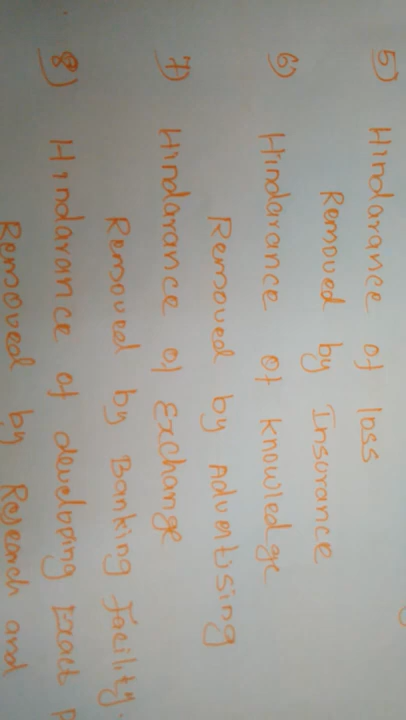 5) Hindarance of loss
Removed by Insurance
6) Hindarance of knowledge
Removed by Advertising
7) Hindarance of Exchange
Removed by Banking Facility.
8) Hindarance of developing Exact P
Removed by Research and